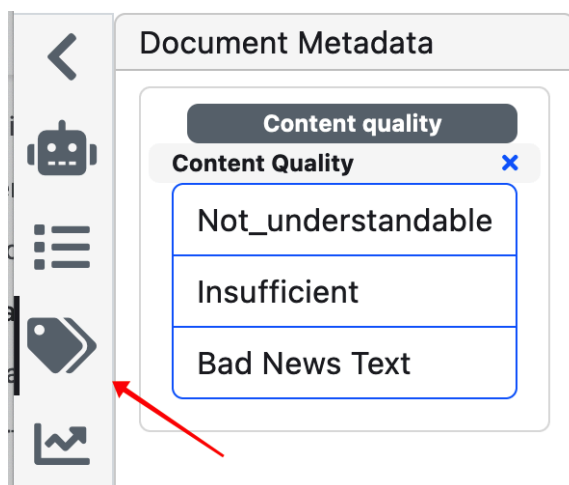 Document Metadata
Content quality
Content Quality
Not_understandable
Insufficient
Bad News Text